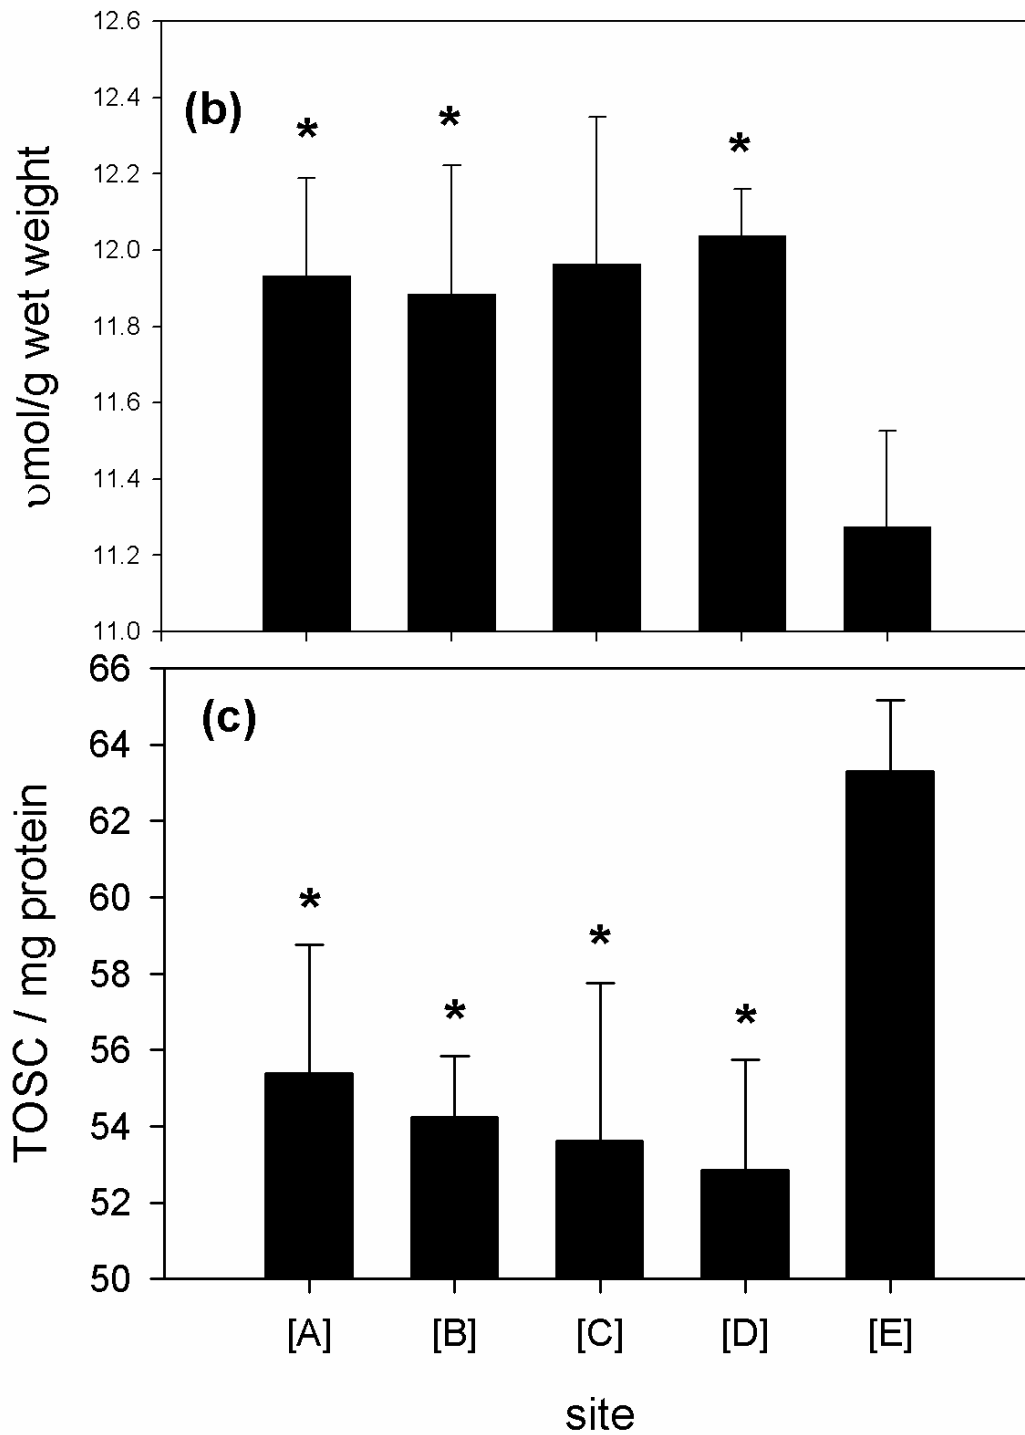 12.6
12.4
12.2
12.0
11.8
11.6
11.4
11.2
11.0
υmol/g wet weight
(b)
* * *
66
64
62
60
58
56
54
52
50
TOSC / mg protein
(c)
* * * *
[A] [B] [C] [D] [E]
site